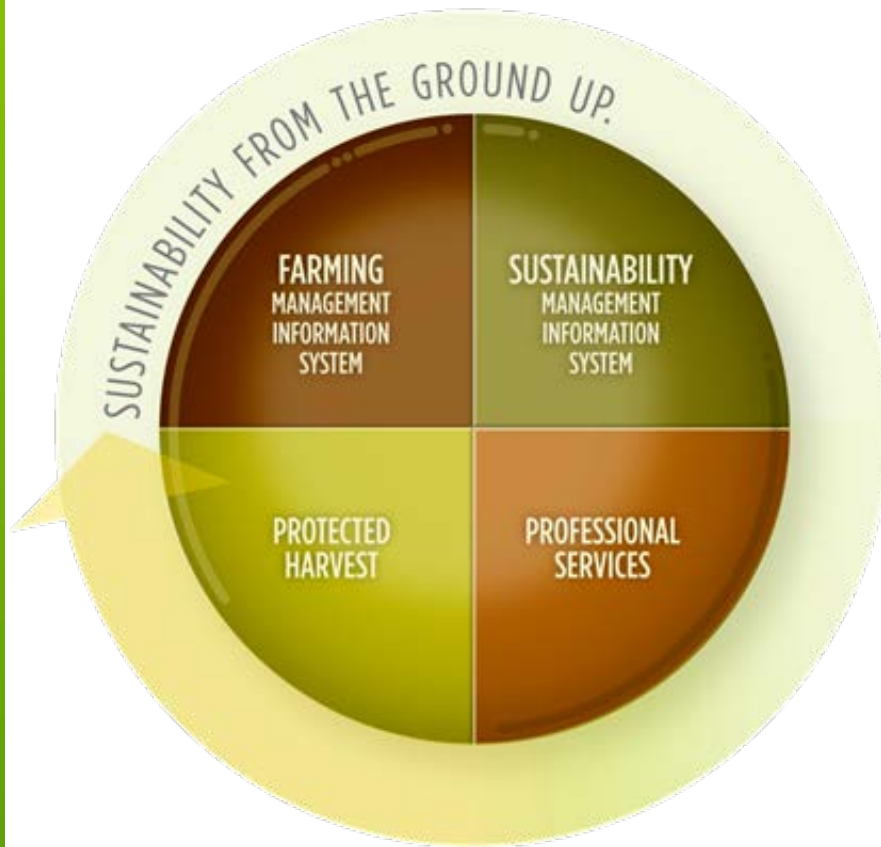 SUSTAINABILITY FROM THE GROUND UP.
FARMING
MANAGEMENT
INFORMATION
SYSTEM
SUSTAINABILITY
MANAGEMENT
INFORMATION
SYSTEM
PROTECTED
HARVEST
PROFESSIONAL
SERVICES